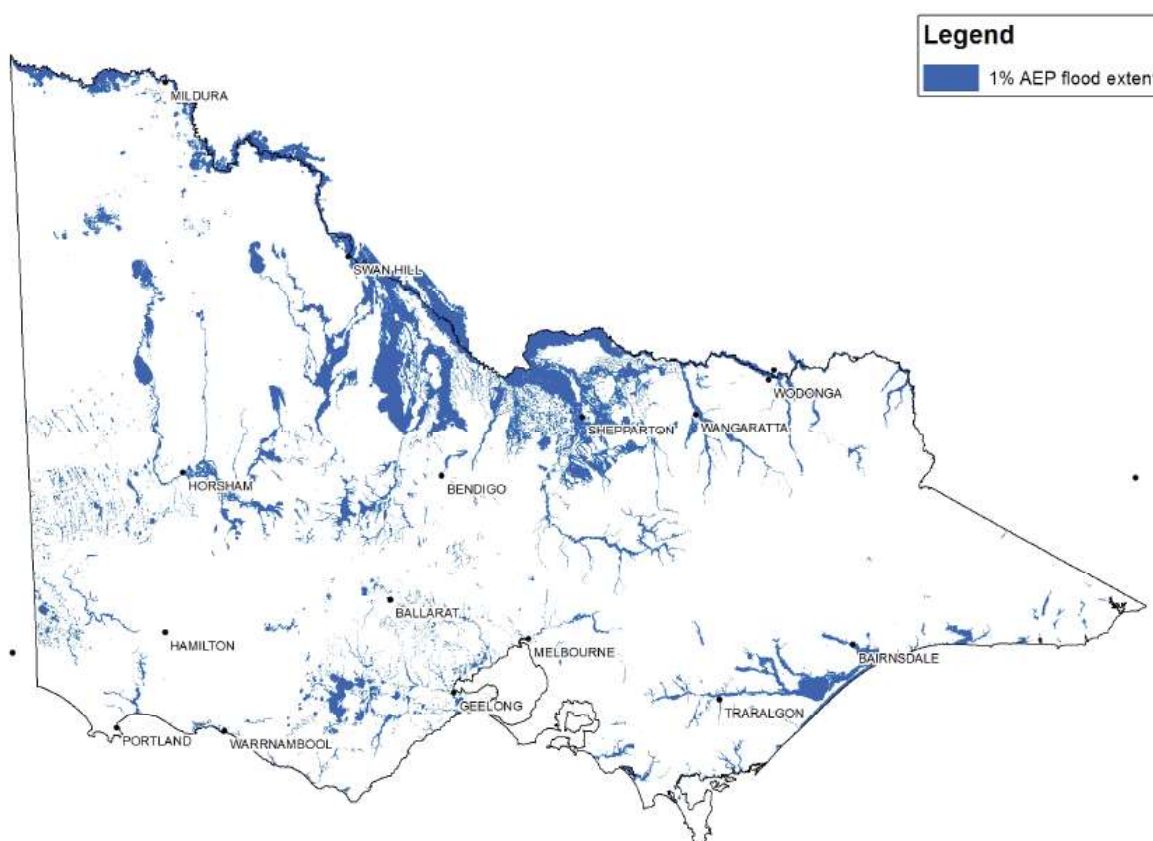 Legend
1% AEP flood extent
MILDURA
SWAN HILL
WODONGA
SHEPPARTON
WANGARATTA
HORSHAM
BENDIGO
BALLARAT
HAMILTON
MELBOURNE
BAIRNSDALE
GEELONG
TRARALGON
PORTLAND
WARRNAMBOOL